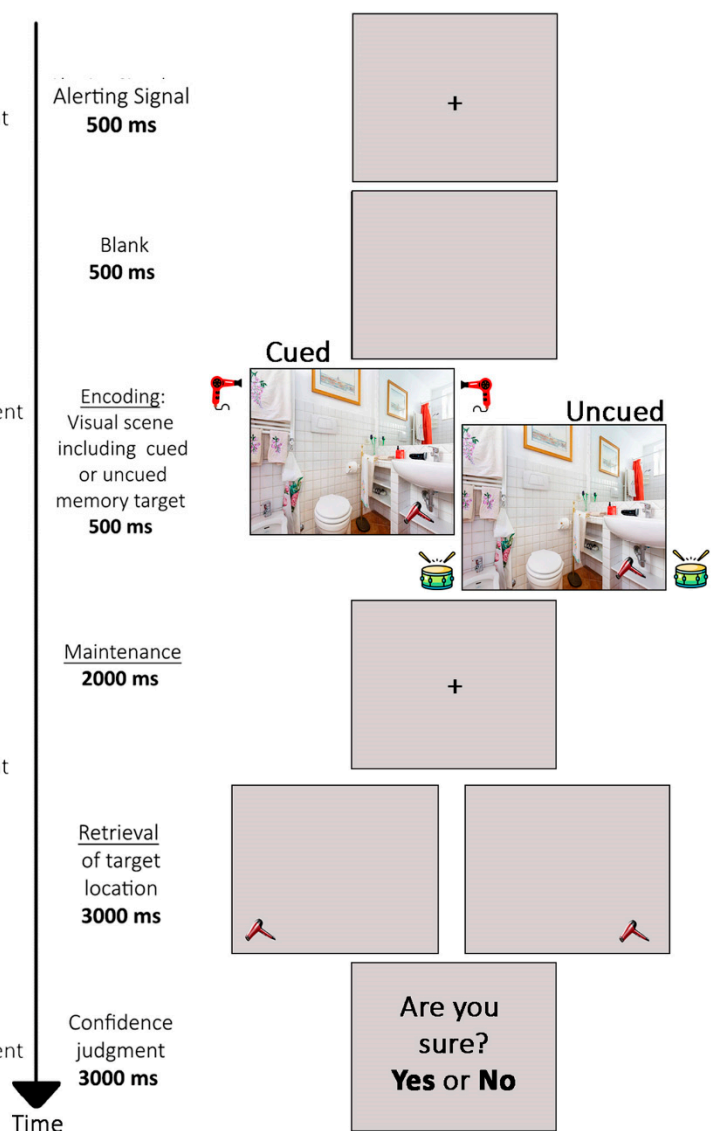 Alerting Signal
500 ms
+
Blank
500 ms
Cued
Uncued
Encoding:
Visual scene
including cued
or uncued
memory target
500 ms
Maintenance
2000 ms
+
Retrieval
of target
location
3000 ms
Confidence
judgment
3000 ms
Are you
sure?
Yes or No
Time